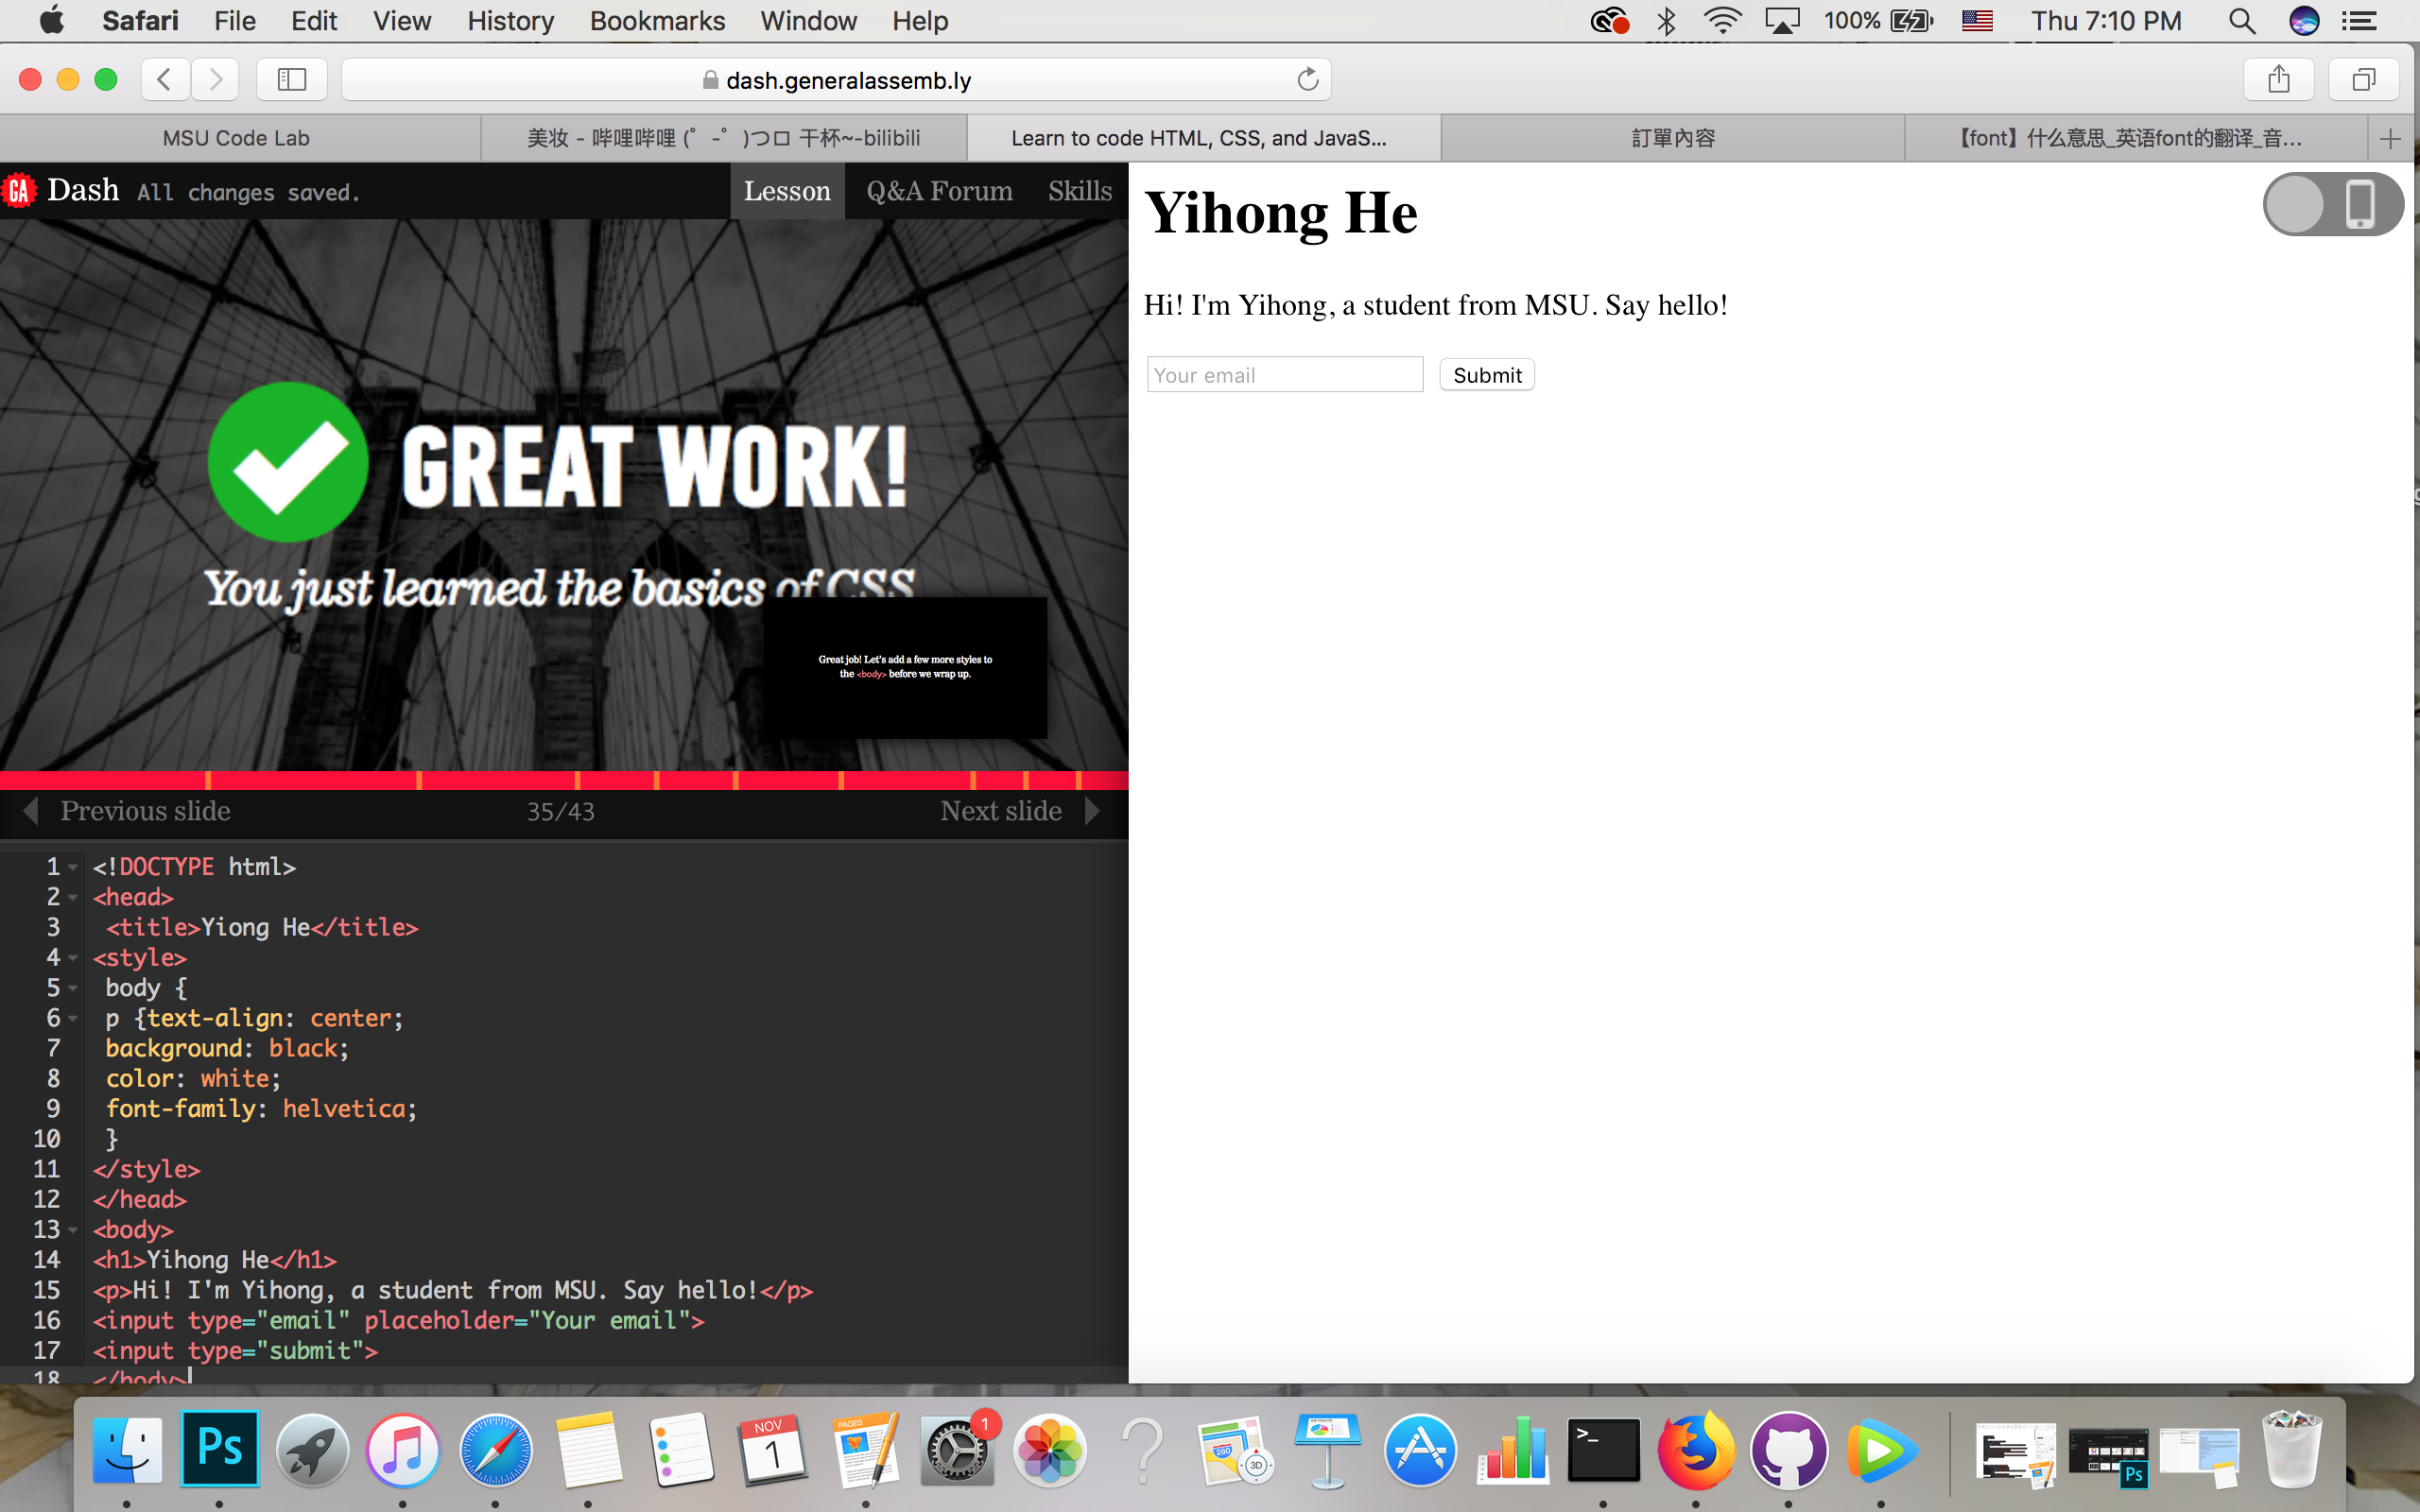 Safari File Edit View History Bookmarks Window Help 100% Thu 7:10 PM
dash.generalassemb.ly
MSU Code Lab
美妆 - 哔哩哔哩 (゜-゜)つロ 干杯~-bilibili
Learn to code HTML, CSS, and JavaS...
訂單內容
【font】什么意思_英语font的翻译_音...
GA Dash All changes saved. Lesson Q&A Forum Skills
GREAT WORK!
You just learned the basics of CSS
Great job! Let's add a few more styles to
the <body> before we wrap up.
Previous slide 35/43 Next slide
1 <!DOCTYPE html>
2 <head>
3 <title>Yiong He</title>
4 <style>
5 body {
6 p {text-align: center;
7 background: black;
8 color: white;
9 font-family: helvetica;
10 }
11 </style>
12 </head>
13 <body>
14 <h1>Yihong He</h1>
15 <p>Hi! I'm Yihong, a student from MSU. Say hello!</p>
16 <input type="email" placeholder="Your email">
17 <input type="submit">
18 </body>
Yihong He
Hi! I'm Yihong, a student from MSU. Say hello!
Your email Submit
Ps
NOV
1
PAGES
1
280
3D
KEYNOTE
>_
Ps